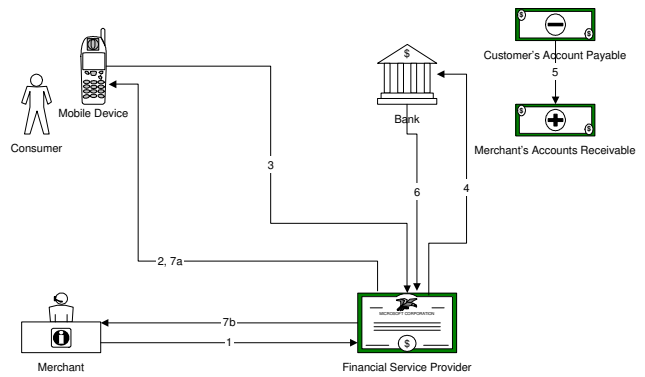 $
$
Customer's Account Payable
5
$
$
Merchant's Accounts Receivable
Mobile Device
Consumer
$
Bank
3
6
4
2, 7a
7b
1
Merchant
MICROSOFT CORPORATION
$
Financial Service Provider